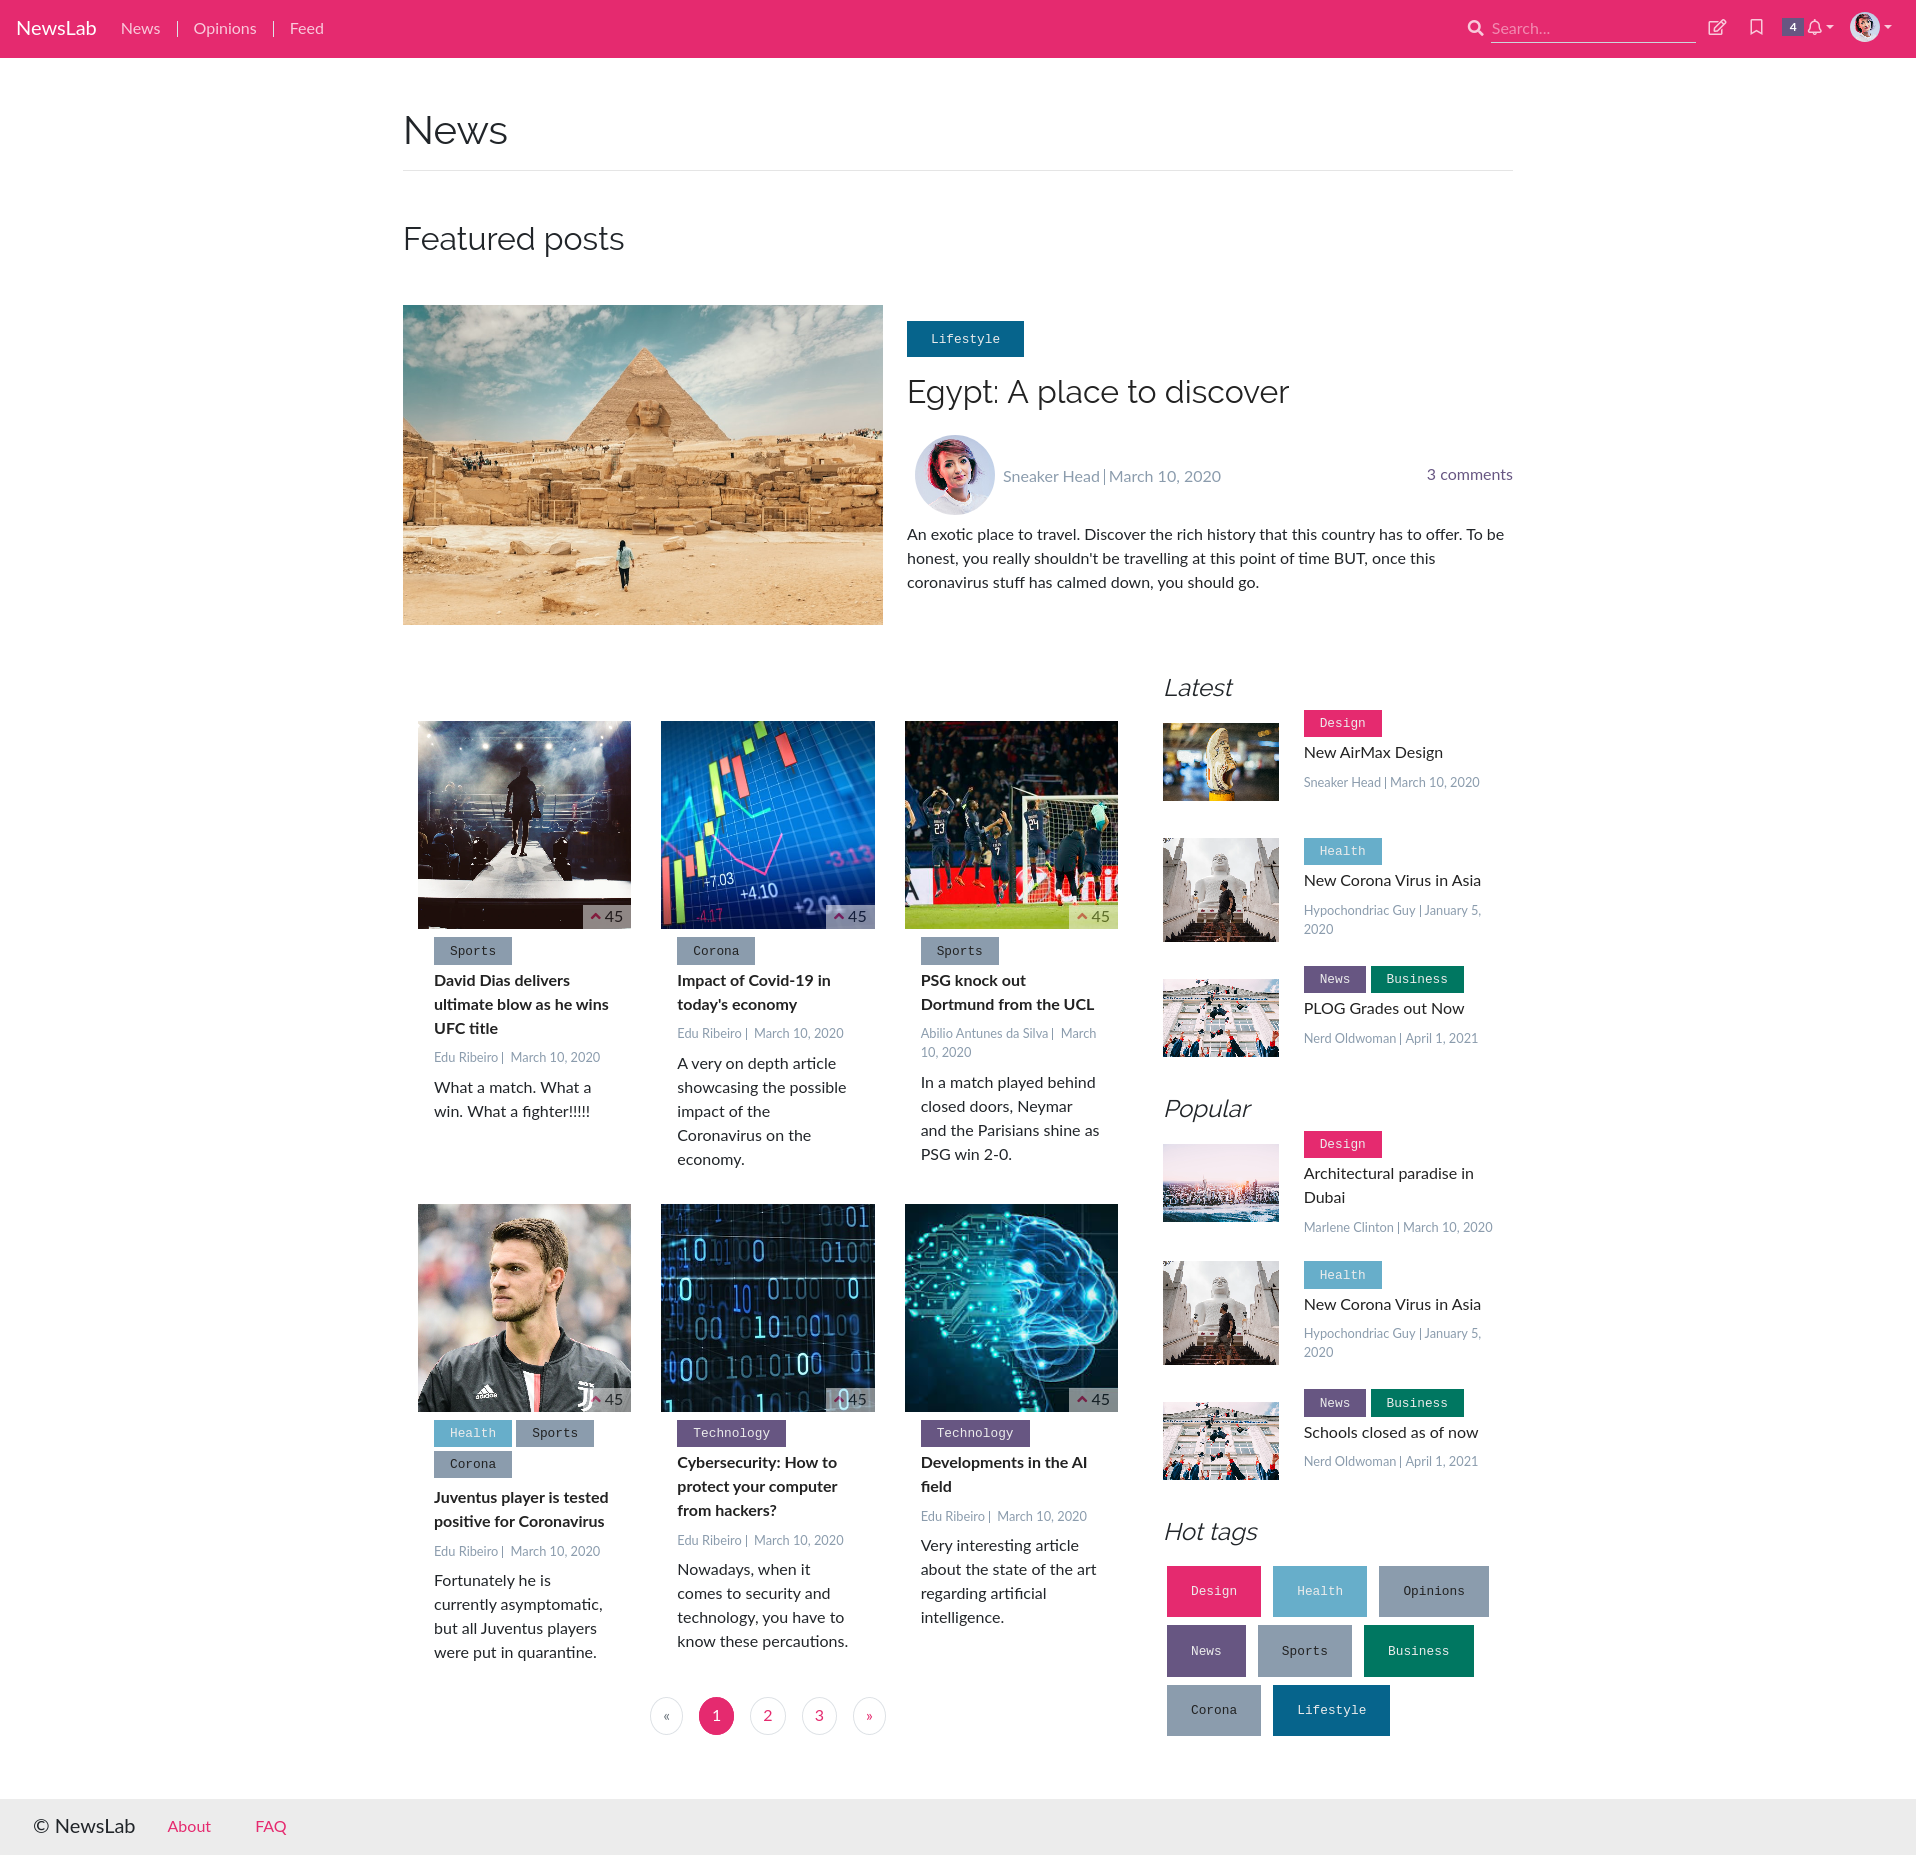 NewsLab News | Opinions | Feed Search... 4
News
Featured posts
Lifestyle
Egypt: A place to discover
Sneaker Head | March 10, 2020 3 comments
An exotic place to travel. Discover the rich history that this country has to offer. To be
honest, you really shouldn't be travelling at this point of time BUT, once this
coronavirus stuff has calmed down, you should go.
45
Sports
David Dias delivers
ultimate blow as he wins
UFC title
Edu Ribeiro | March 10, 2020
What a match. What a
win. What a fighter!!!!!
+7.03
+4.10
-4.17
-3.13
+2.01
45
Corona
Impact of Covid-19 in
today's economy
Edu Ribeiro | March 10, 2020
A very on depth article
showcasing the possible
impact of the
Coronavirus on the
economy.
23
7
24
45
Sports
PSG knock out
Dortmund from the UCL
Abilio Antunes da Silva | March
10, 2020
In a match played behind
closed doors, Neymar
and the Parisians shine as
PSG win 2-0.
adidas
45
Health Sports
Corona
Juventus player is tested
positive for Coronavirus
Edu Ribeiro | March 10, 2020
Fortunately he is
currently asymptomatic,
but all Juventus players
were put in quarantine.
45
Technology
Cybersecurity: How to
protect your computer
from hackers?
Edu Ribeiro | March 10, 2020
Nowadays, when it
comes to security and
technology, you have to
know these percautions.
45
Technology
Developments in the AI
field
Edu Ribeiro | March 10, 2020
Very interesting article
about the state of the art
regarding artificial
intelligence.
« 1 2 3 »
Latest
Design
New AirMax Design
Sneaker Head | March 10, 2020
Health
New Corona Virus in Asia
Hypochondriac Guy | January 5,
2020
News Business
PLOG Grades out Now
Nerd Oldwoman | April 1, 2021
Popular
Design
Architectural paradise in
Dubai
Marlene Clinton | March 10, 2020
Health
New Corona Virus in Asia
Hypochondriac Guy | January 5,
2020
News Business
Schools closed as of now
Nerd Oldwoman | April 1, 2021
Hot tags
Design Health Opinions
News Sports Business
Corona Lifestyle
© NewsLab About FAQ